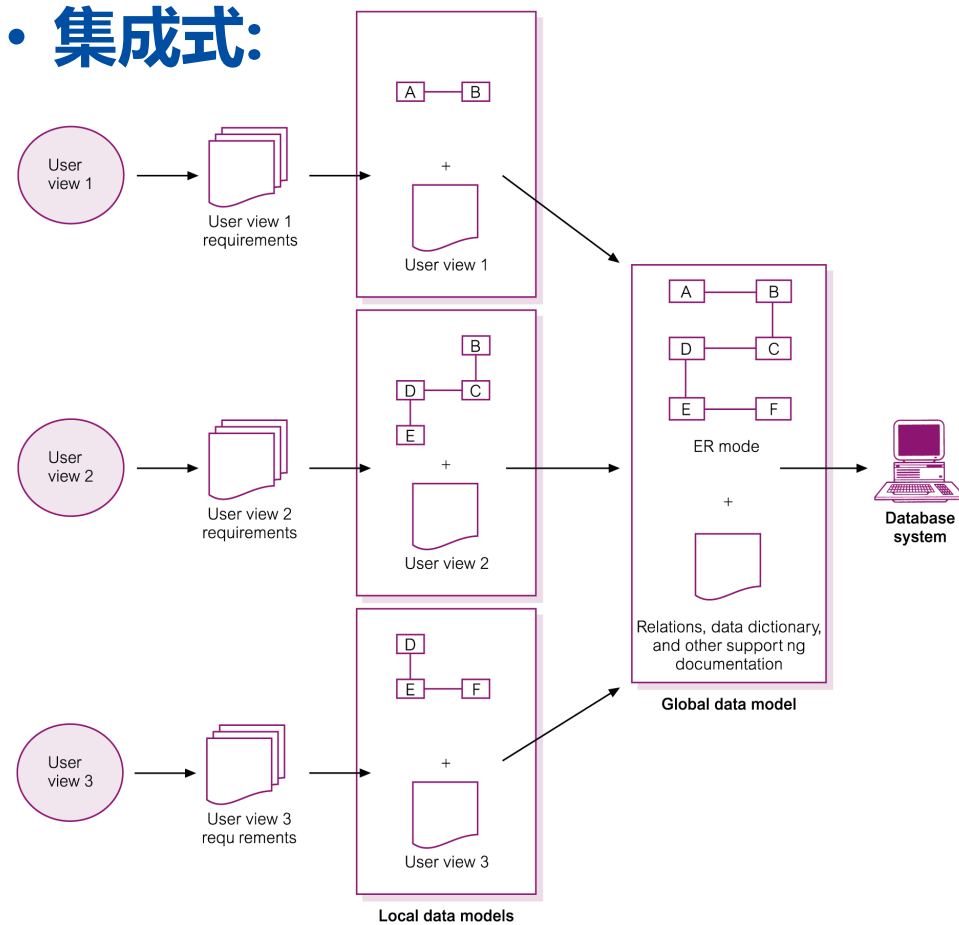 • 集成式:
User
view 1
User view 1
requirements
A
B
+
User view 1
User
view 2
User view 2
requirements
B
D
C
E
+
User view 2
User
view 3
User view 3
requ rements
D
E
F
+
User view 3
Local data models
A
B
D
C
E
F
ER mode
+
Relations, data dictionary,
and other support ng
documentation
Global data model
Database
system